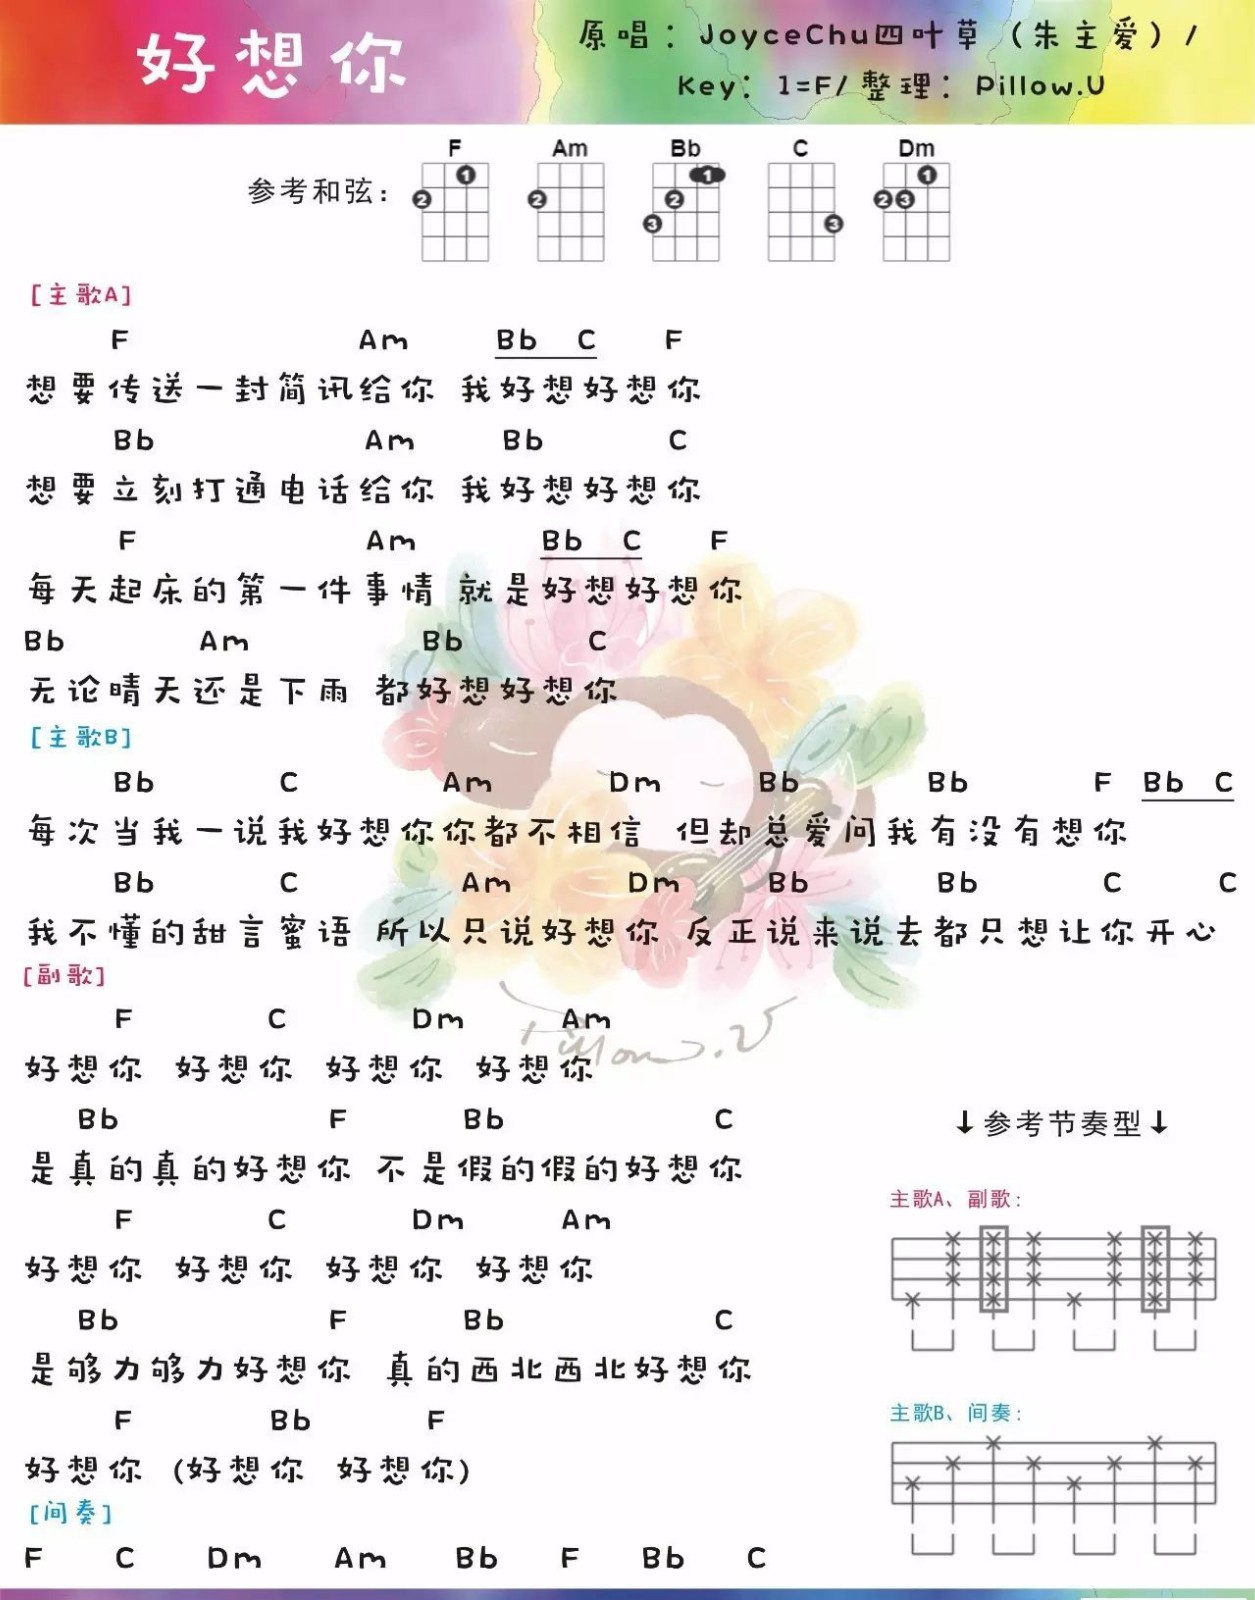 好想你
原唱：JoyceChu四叶草（朱主爱）/
Key：1=F/ 整理：Pillow.U
参考和弦：
F Am Bb C Dm
1 2 2 1 2 3 3 1 2 3
[主歌A]
F Am Bb C F
想要传送一封简讯给你 我好想好想你
Bb Am Bb C
想要立刻打通电话给你 我好想好想你
F Am Bb C F
每天起床的第一件事情 就是好想好想你
Bb Am Bb C
无论晴天还是下雨 都好想好想你
[主歌B]
Bb C Am Dm Bb Bb F Bb C
每次当我一说我好想你你都不相信 但却总爱问我有没有想你
Bb C Am Dm Bb Bb C C
我不懂的甜言蜜语 所以只说好想你 反正说来说去都只想让你开心
[副歌]
F C Dm Am
Pillow.U
好想你 好想你 好想你 好想你
Bb F Bb C
是真的真的好想你 不是假的假的好想你
F C Dm Am
好想你 好想你 好想你 好想你
Bb F Bb C
是够力够力好想你 真的西北西北好想你
F Bb F
好想你 (好想你 好想你)
[间奏]
F C Dm Am Bb F Bb C
↓参考节奏型↓
主歌A、副歌：
主歌B、间奏：